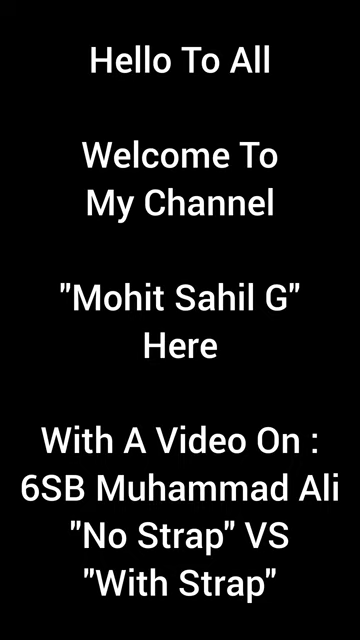 Hello To All
Welcome To
My Channel
"Mohit Sahil G"
Here
With A Video On :
6SB Muhammad Ali
"No Strap" VS
"With Strap"